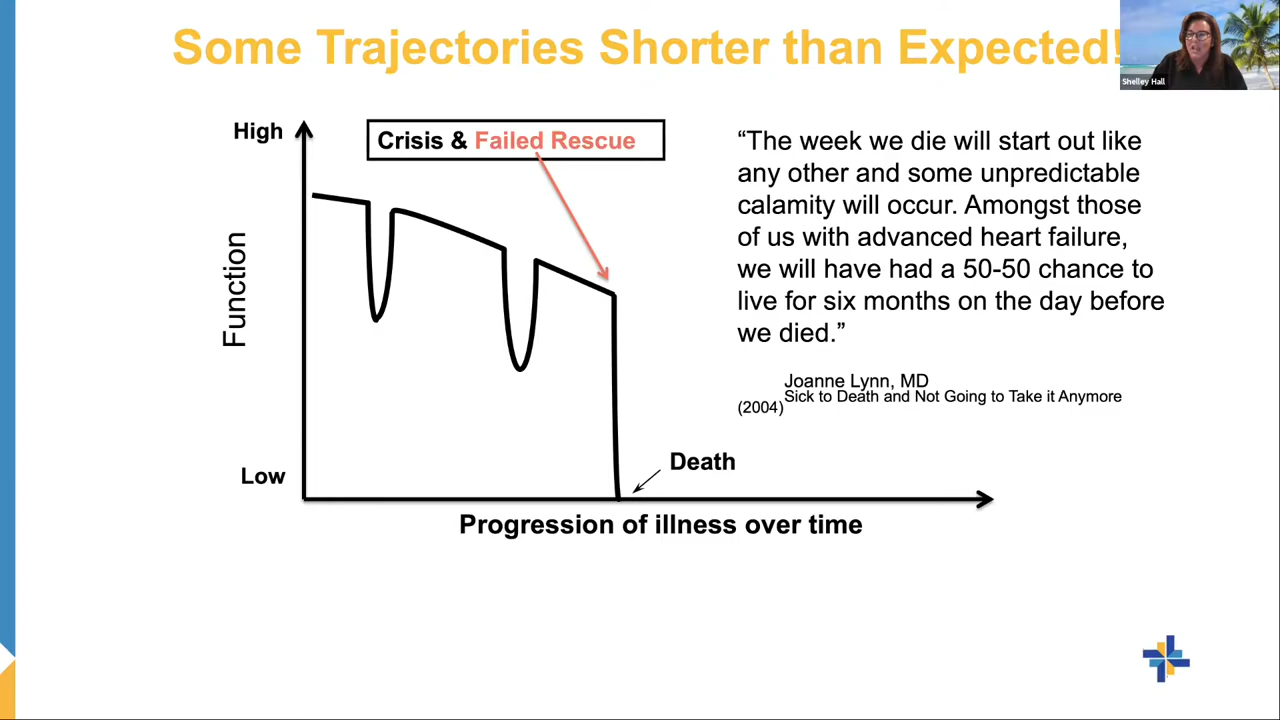 Some Trajectories Shorter than Expected!
Shelley Hall
High
Crisis & Failed Rescue
Function
Low
Death
Progression of illness over time
“The week we die will start out like
any other and some unpredictable
calamity will occur. Amongst those
of us with advanced heart failure,
we will have had a 50-50 chance to
live for six months on the day before
we died.”
Joanne Lynn, MD
Sick to Death and Not Going to Take it Anymore
(2004)